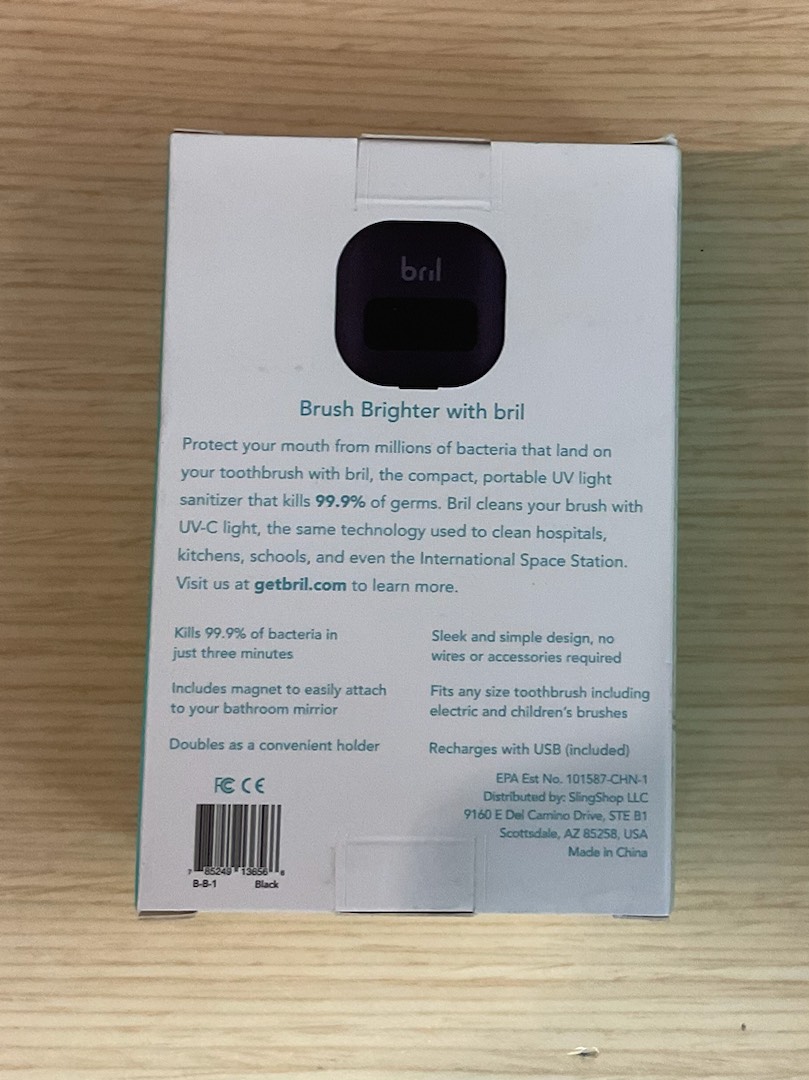 bril
Brush Brighter with bril
Protect your mouth from millions of bacteria that land on
your toothbrush with bril, the compact, portable UV light
sanitizer that kills 99.9% of germs. Bril cleans your brush with
UV-C light, the same technology used to clean hospitals,
kitchens, schools, and even the International Space Station.
Visit us at getbril.com to learn more.
Kills 99.9% of bacteria in
just three minutes
Includes magnet to easily attach
to your bathroom mirrior
Doubles as a convenient holder
Sleek and simple design, no
wires or accessories required
Fits any size toothbrush including
electric and children's brushes
Recharges with USB (included)
FC CE
7 85249 13656 6
B-B-1 Black
EPA Est No. 101587-CHN-1
Distributed by: SlingShop LLC
9160 E Del Camino Drive, STE B1
Scottsdale, AZ 85258, USA
Made In China